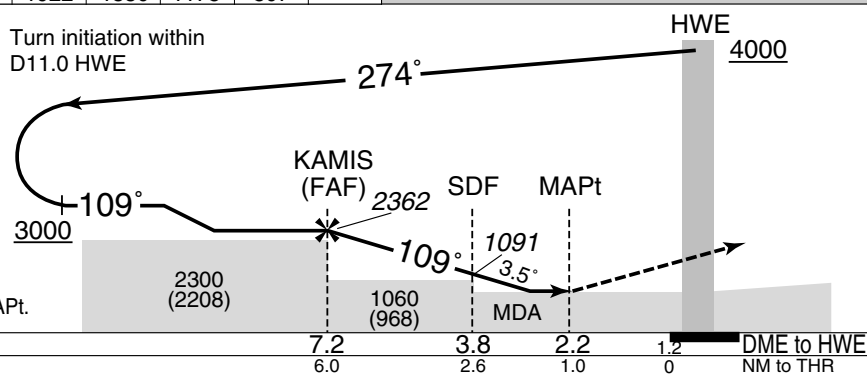 Turn initiation within
D11.0 HWE
HWE
4000
274°
KAMIS
(FAF)
SDF
MAPt
2362
109°
3000
109°
1091
3.5°
2300
(2208)
1060
(968)
MDA
APt.
7.2 3.8 2.2 1.2 DME to HWE
6.0 2.6 1.0 0 NM to THR